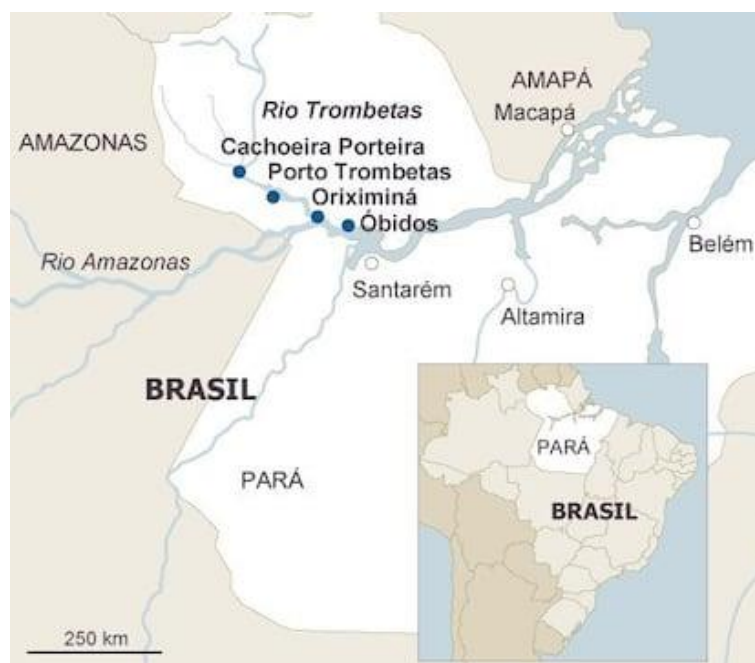 AMAPÁ
Macapá
Rio Trombetas
AMAZONAS
Cachoeira Porteira
Porto Trombetas
Oriximiná
Óbidos
Belém
Rio Amazonas
Santarém
Altamira
BRASIL
PARÁ
PARÁ
BRASIL
250 km